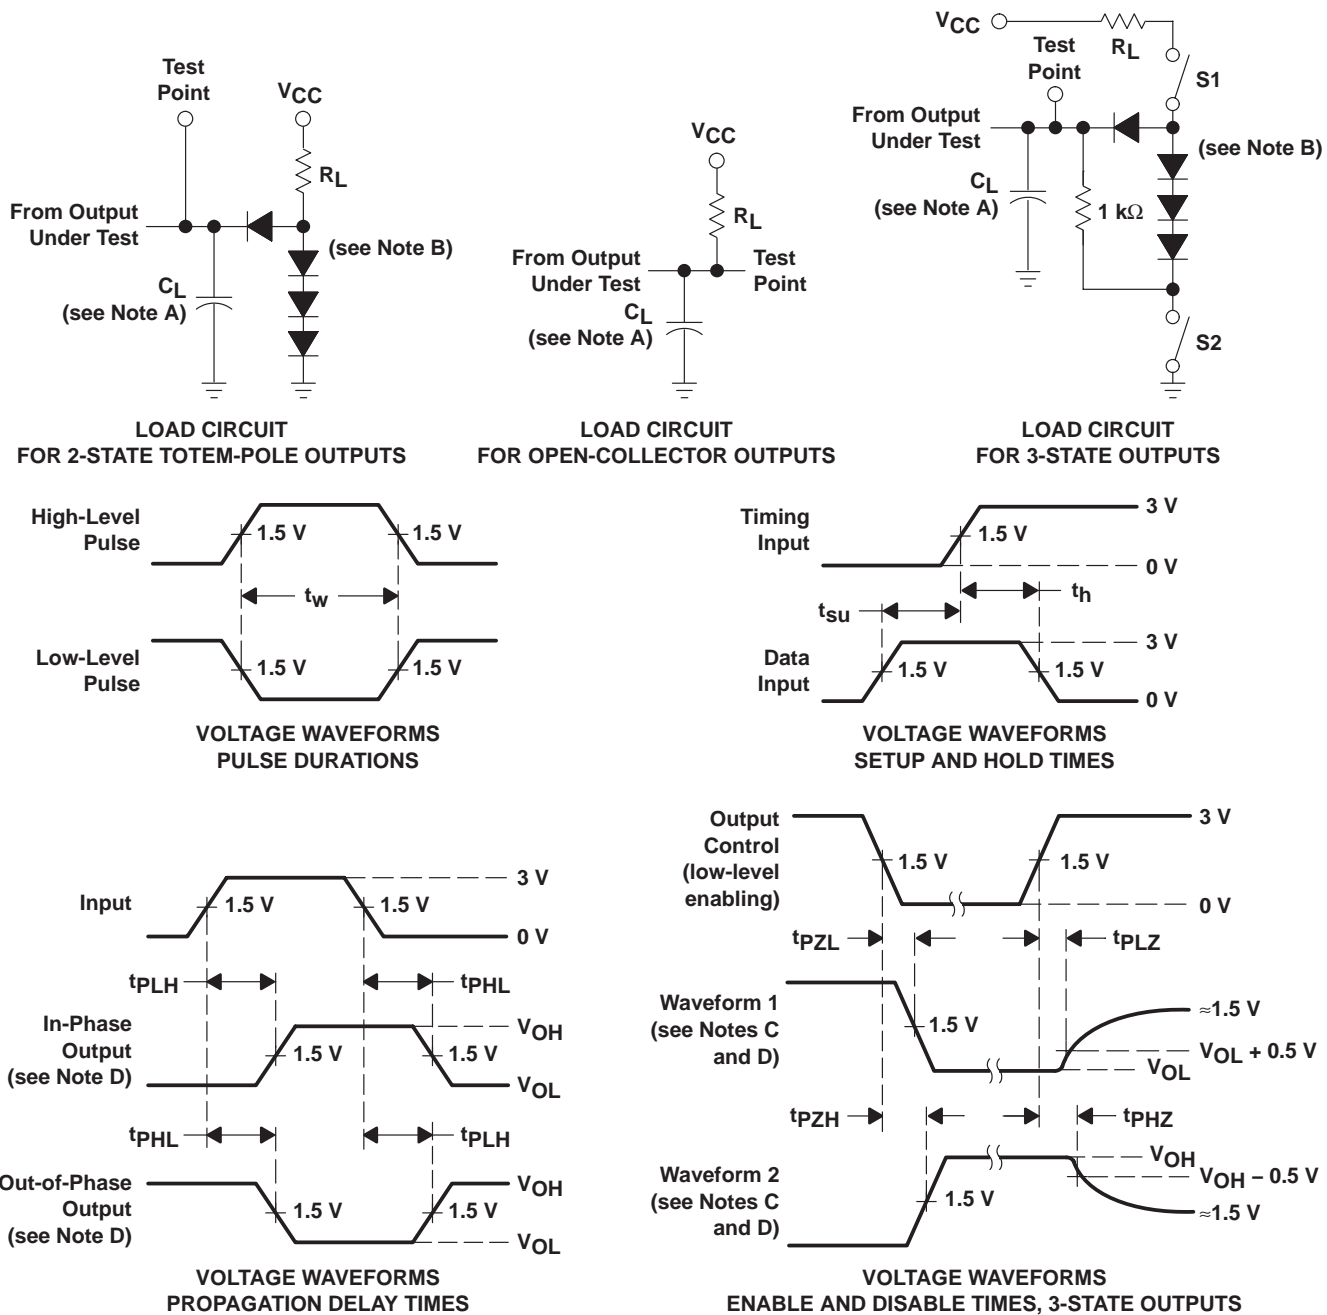 Test
Point
VCC
RL
From Output
Under Test
(see Note B)
CL
(see Note A)
LOAD CIRCUIT
FOR 2-STATE TOTEM-POLE OUTPUTS
VCC
RL
From Output
Under Test
Test
Point
CL
(see Note A)
LOAD CIRCUIT
FOR OPEN-COLLECTOR OUTPUTS
VCC
RL
Test
Point
S1
From Output
Under Test
(see Note B)
CL
(see Note A)
1 kΩ
S2
LOAD CIRCUIT
FOR 3-STATE OUTPUTS
High-Level
Pulse
1.5 V
1.5 V
tw
Low-Level
Pulse
1.5 V
1.5 V
VOLTAGE WAVEFORMS
PULSE DURATIONS
Timing
Input
1.5 V
3 V
0 V
th
tsu
Data
Input
1.5 V
1.5 V
3 V
0 V
VOLTAGE WAVEFORMS
SETUP AND HOLD TIMES
Input
1.5 V
1.5 V
3 V
0 V
tPLH
tPHL
In-Phase
Output
(see Note D)
1.5 V
1.5 V
VOH
VOL
tPHL
tPLH
Out-of-Phase
Output
(see Note D)
1.5 V
1.5 V
VOH
VOL
VOLTAGE WAVEFORMS
PROPAGATION DELAY TIMES
Output
Control
(low-level
enabling)
1.5 V
1.5 V
3 V
0 V
tPZL
tPLZ
Waveform 1
(see Notes C
and D)
1.5 V
≈1.5 V
VOL + 0.5 V
VOL
tPZH
tPHZ
Waveform 2
(see Notes C
and D)
1.5 V
VOH
VOH – 0.5 V
≈1.5 V
VOLTAGE WAVEFORMS
ENABLE AND DISABLE TIMES, 3-STATE OUTPUTS